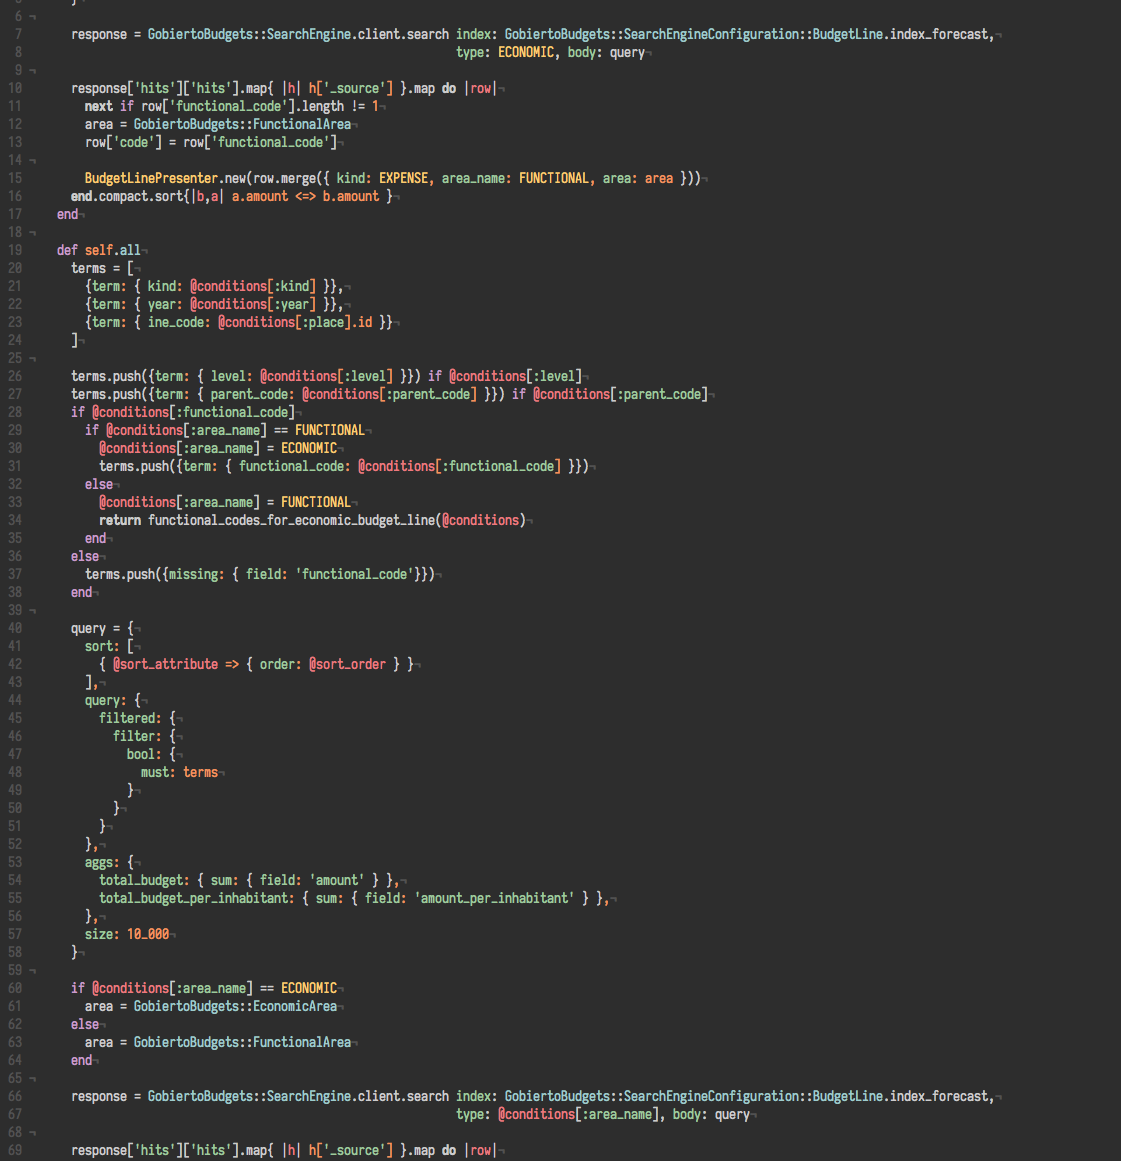 6 ¬
7 response = GobiertoBudgets::SearchEngine.client.search index: GobiertoBudgets::SearchEngineConfiguration::BudgetLine.index_forecast,¬
8 type: ECONOMIC, body: query¬
9 ¬
10 response['hits']['hits'].map{ |h| h['_source'] }.map do |row|¬
11 next if row['functional_code'].length != 1¬
12 area = GobiertoBudgets::FunctionalArea¬
13 row['code'] = row['functional_code']¬
14 ¬
15 BudgetLinePresenter.new(row.merge({ kind: EXPENSE, area_name: FUNCTIONAL, area: area }))¬
16 end.compact.sort{|b,a| a.amount <=> b.amount }¬
17 end¬
18 ¬
19 def self.all¬
20 terms = [¬
21 {term: { kind: @conditions[:kind] }},¬
22 {term: { year: @conditions[:year] }},¬
23 {term: { ine_code: @conditions[:place].id }}¬
24 ]¬
25 ¬
26 terms.push({term: { level: @conditions[:level] }}) if @conditions[:level]¬
27 terms.push({term: { parent_code: @conditions[:parent_code] }}) if @conditions[:parent_code]¬
28 if @conditions[:functional_code]¬
29 if @conditions[:area_name] == FUNCTIONAL¬
30 @conditions[:area_name] = ECONOMIC¬
31 terms.push({term: { functional_code: @conditions[:functional_code] }})¬
32 else¬
33 @conditions[:area_name] = FUNCTIONAL¬
34 return functional_codes_for_economic_budget_line(@conditions)¬
35 end¬
36 else¬
37 terms.push({missing: { field: 'functional_code'}})¬
38 end¬
39 ¬
40 query = {¬
41 sort: [¬
42 { @sort_attribute => { order: @sort_order } }¬
43 ],¬
44 query: {¬
45 filtered: {¬
46 filter: {¬
47 bool: {¬
48 must: terms¬
49 }¬
50 }¬
51 }¬
52 },¬
53 aggs: {¬
54 total_budget: { sum: { field: 'amount' } },¬
55 total_budget_per_inhabitant: { sum: { field: 'amount_per_inhabitant' } },¬
56 },¬
57 size: 10_000¬
58 }¬
59 ¬
60 if @conditions[:area_name] == ECONOMIC¬
61 area = GobiertoBudgets::EconomicArea¬
62 else¬
63 area = GobiertoBudgets::FunctionalArea¬
64 end¬
65 ¬
66 response = GobiertoBudgets::SearchEngine.client.search index: GobiertoBudgets::SearchEngineConfiguration::BudgetLine.index_forecast,¬
67 type: @conditions[:area_name], body: query¬
68 ¬
69 response['hits']['hits'].map{ |h| h['_source'] }.map do |row|¬